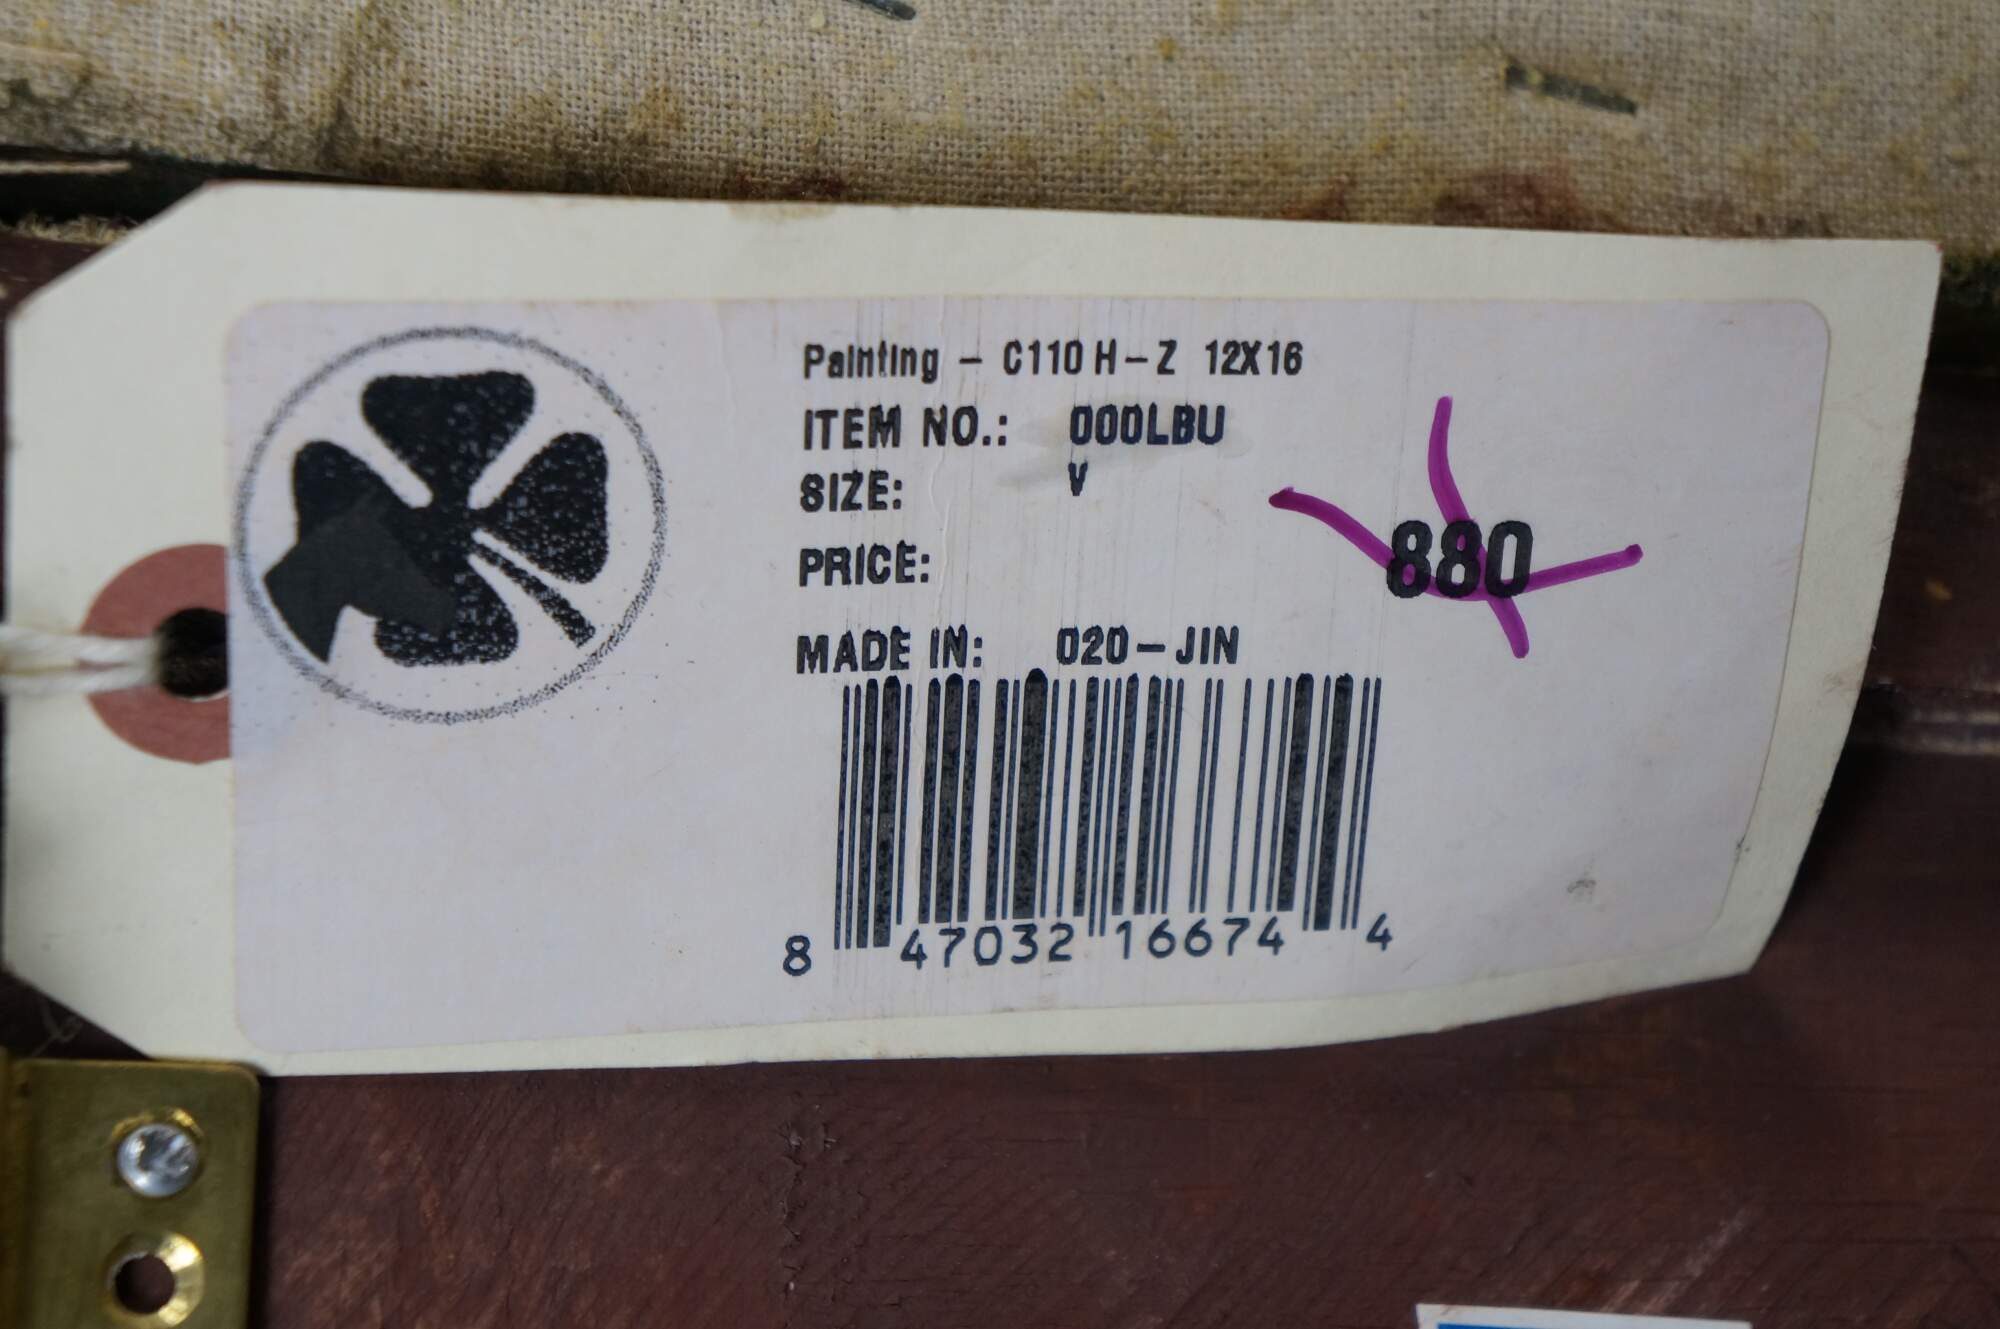 Painting - C110 H-Z 12X16
ITEM NO.: 000LBU
SIZE: V
PRICE: 880
MADE IN: 020-JIN
8 47032 16674 4